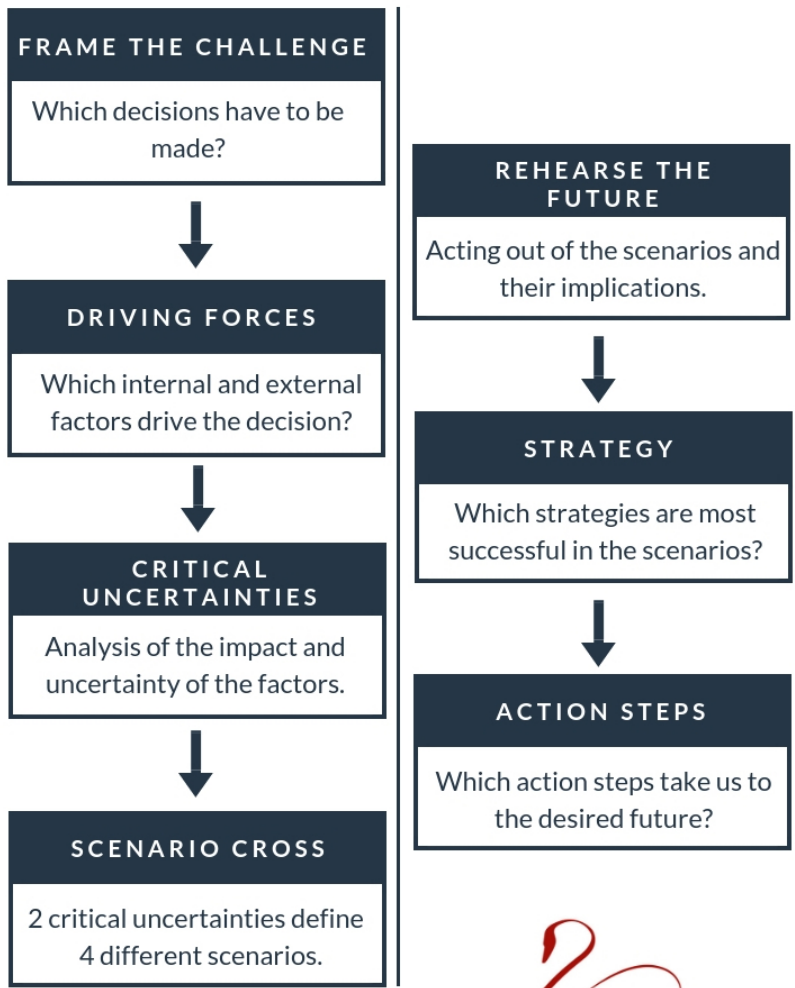 FRAME THE CHALLENGE
Which decisions have to be
made?
DRIVING FORCES
Which internal and external
factors drive the decision?
CRITICAL
UNCERTAINTIES
Analysis of the impact and
uncertainty of the factors.
SCENARIO CROSS
2 critical uncertainties define
4 different scenarios.
REHEARSE THE
FUTURE
Acting out of the scenarios and
their implications.
STRATEGY
Which strategies are most
successful in the scenarios?
ACTION STEPS
Which action steps take us to
the desired future?